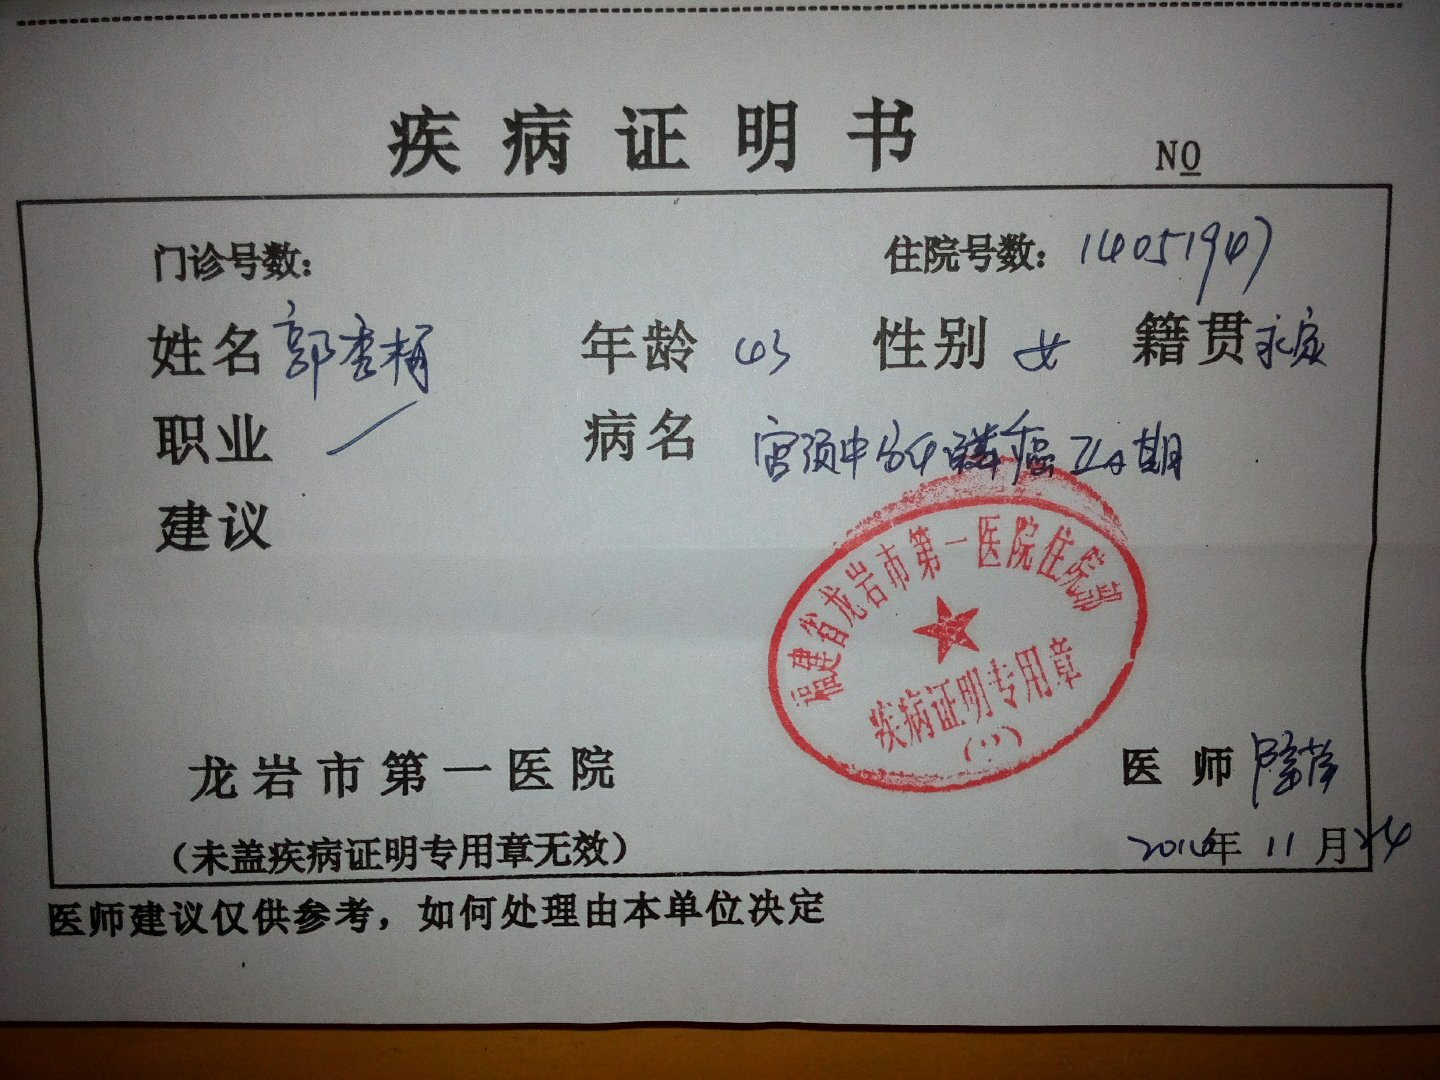 疾病证明书 NO
门诊号数： 住院号数：14051947
姓名 郭秀梅 年龄 43 性别 女 籍贯 永定
职业 / 病名 宫颈中分化鳞癌 IIA期
建议
福建省龙岩市第一医院住院部
疾病证明专用章
龙岩市第一医院 医师
（未盖疾病证明专用章无效） 2014年 11 月 24
医师建议仅供参考，如何处理由本单位决定